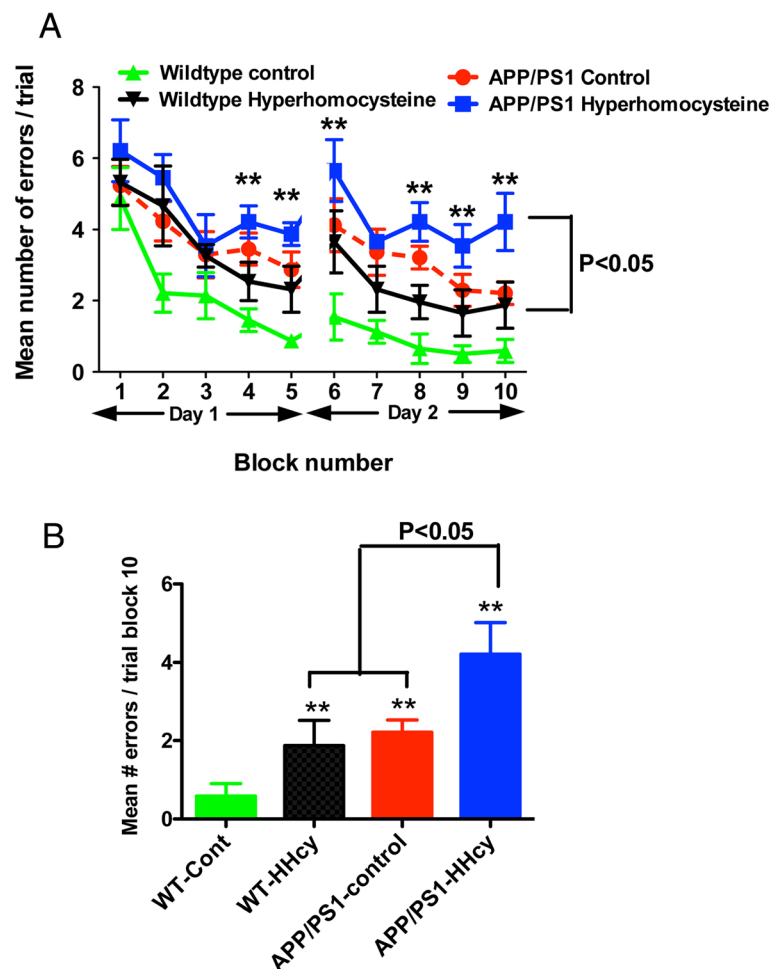 A
Wildtype control
Wildtype Hyperhomocysteine
APP/PS1 Control
APP/PS1 Hyperhomocysteine
Mean number of errors / trial
8
6
4
2
0
**
**
**
**
**
**
P<0.05
1 2 3 4 5 6 7 8 9 10
Day 1 Day 2
Block number
B
P<0.05
Mean # errors / trial block 10
6
4
2
0
**
**
**
WT-Cont
WT-HHcy
APP/PS1-control
APP/PS1-HHcy